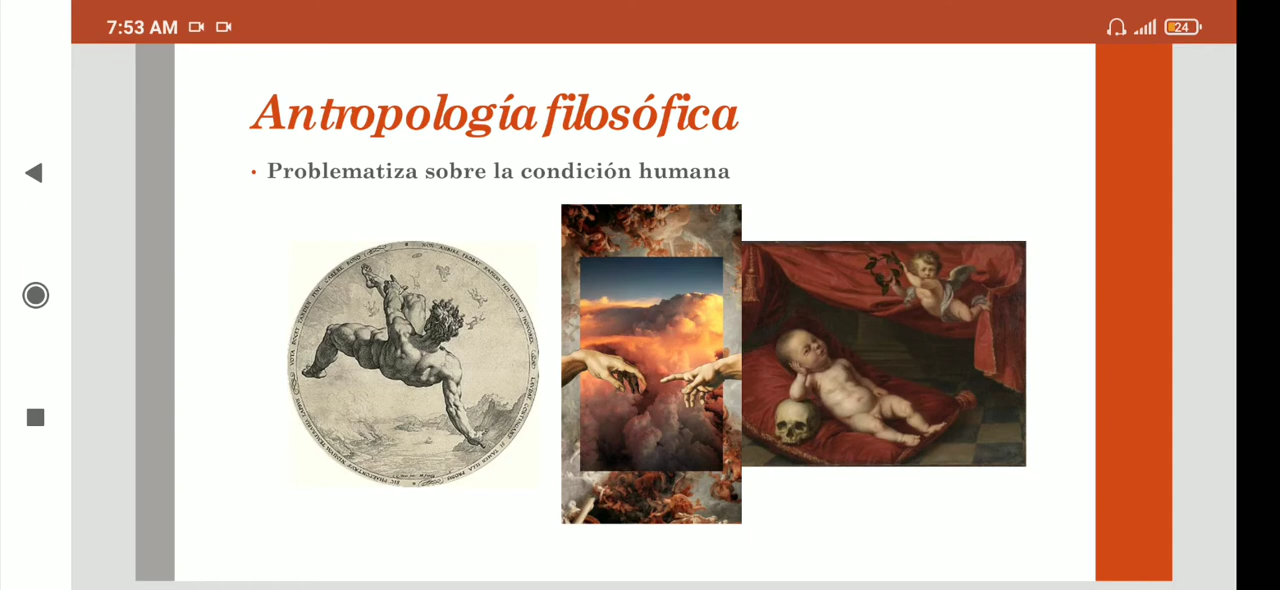 7:53 AM
24
Antropología filosófica
• Problematiza sobre la condición humana